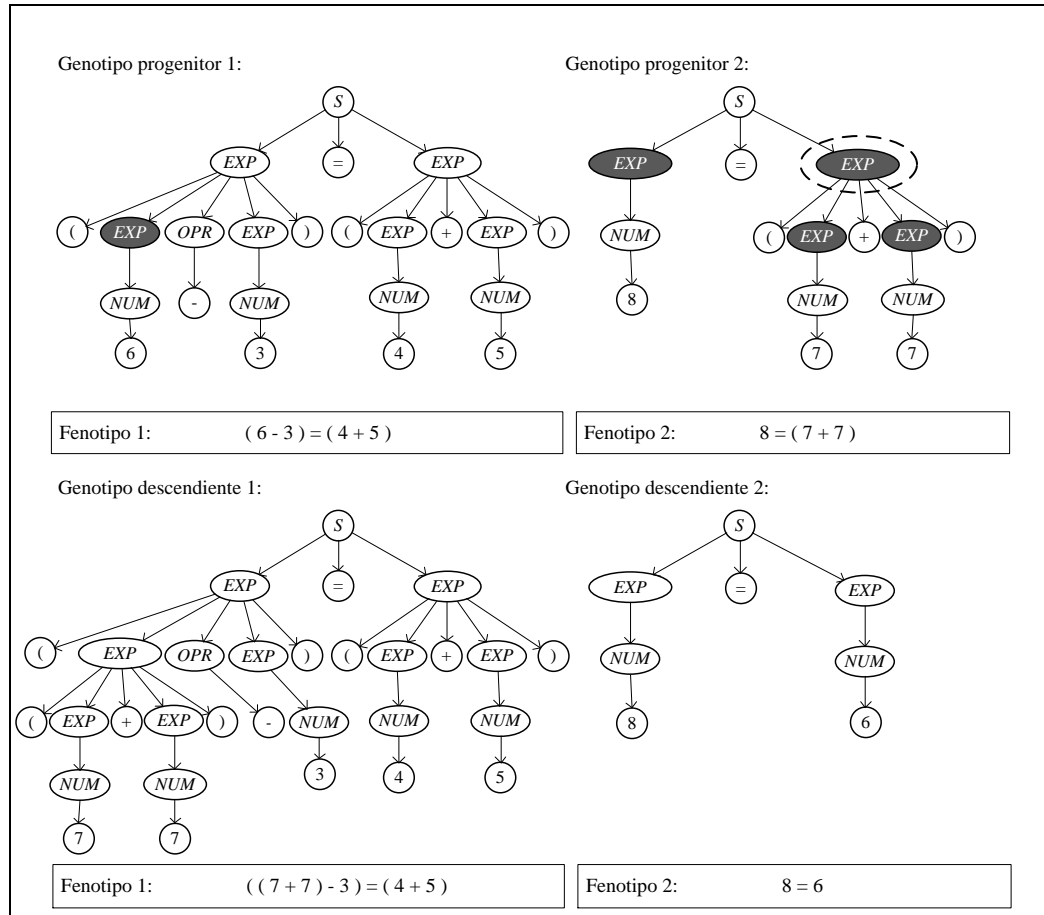 Genotipo progenitor 1: Genotipo progenitor 2:
S S
EXP = EXP EXP = EXP
( EXP OPR EXP ) ( EXP + EXP ) NUM ( EXP + EXP )
NUM - NUM NUM NUM 8 NUM NUM
6 3 4 5 7 7
Fenotipo 1: ( 6 - 3 ) = ( 4 + 5 ) Fenotipo 2: 8 = ( 7 + 7 )
Genotipo descendiente 1: Genotipo descendiente 2:
S S
EXP = EXP EXP = EXP
( EXP OPR EXP ) ( EXP + EXP ) NUM NUM
( EXP + EXP ) - NUM NUM NUM 8 6
NUM NUM 3 4 5
7 7
Fenotipo 1: ( ( 7 + 7 ) - 3 ) = ( 4 + 5 ) Fenotipo 2: 8 = 6